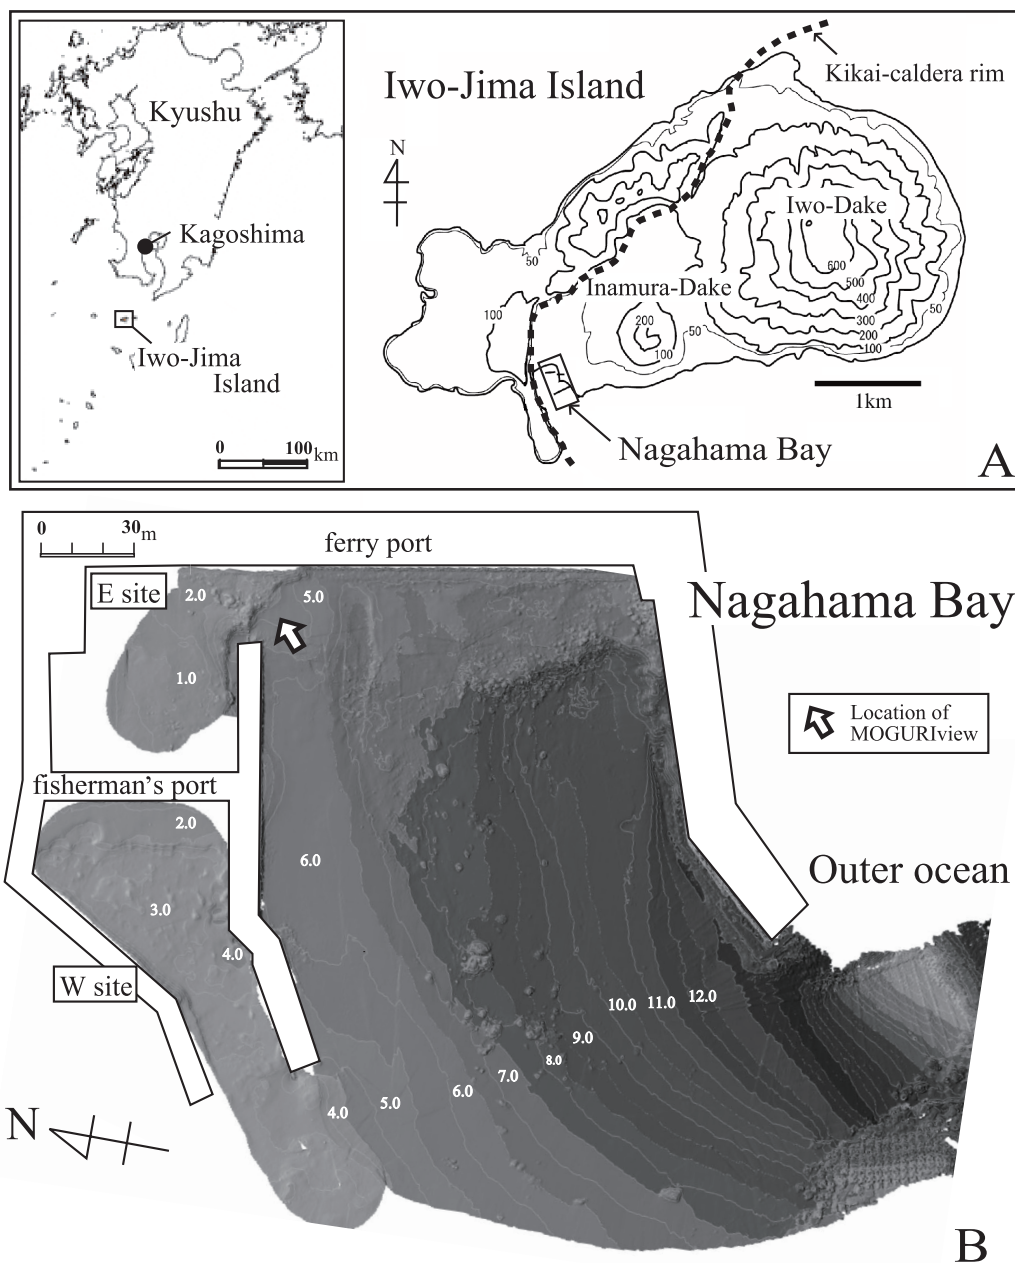 Kyushu
Kagoshima
Iwo-Jima
Island
0 100 km
Iwo-Jima Island
N
Kikai-caldera rim
Iwo-Dake
600
500
400
300
200
100
50
50
Inamura-Dake
200
100
50
100
1km
Nagahama Bay
A
0 30 m
ferry port
E site
2.0
5.0
1.0
Nagahama Bay
Location of
MOGURIview
fisherman's port
2.0
6.0
3.0
4.0
Outer ocean
W site
10.0 11.0 12.0
9.0
8.0
7.0
6.0
5.0
4.0
N
B